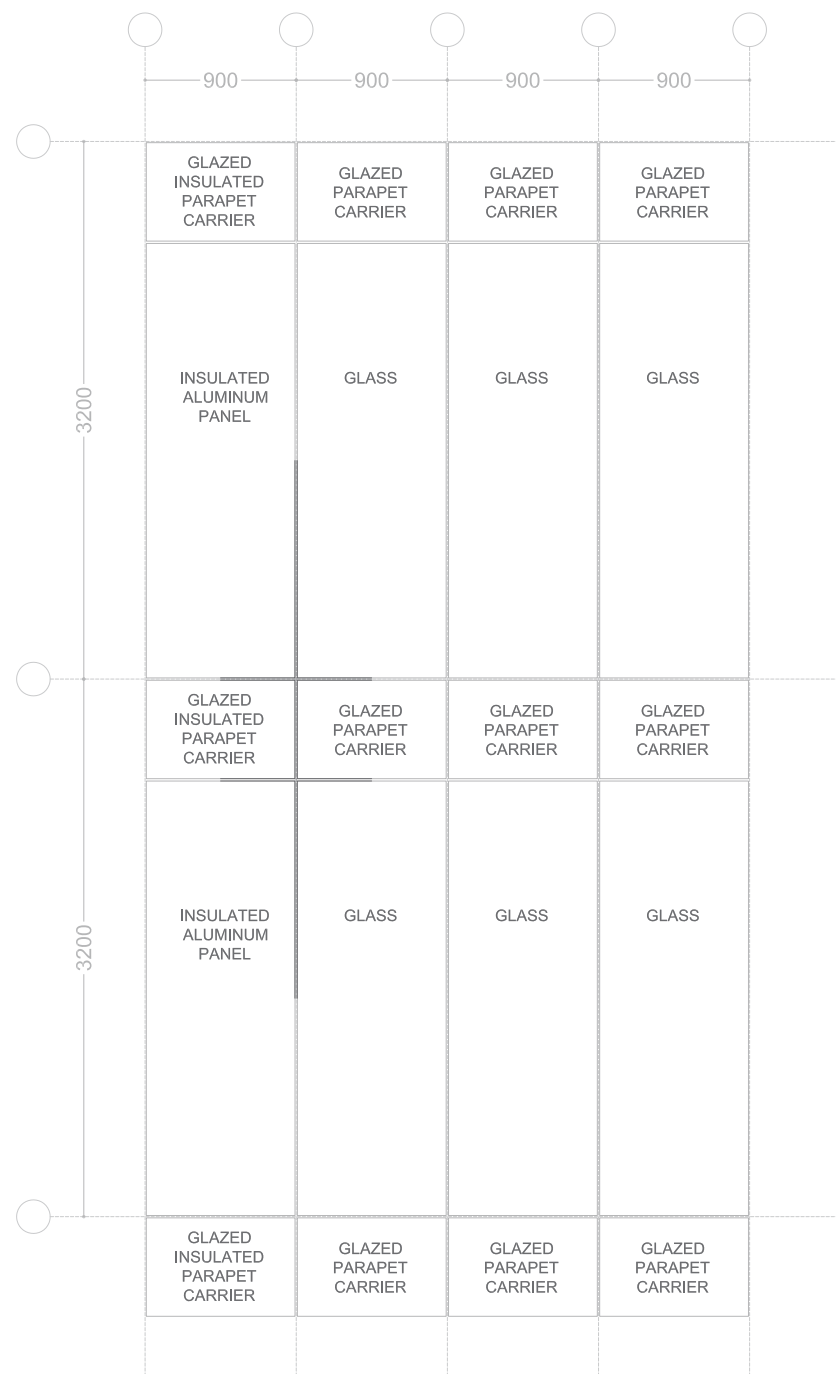 900
900
900
900
GLAZED
INSULATED
PARAPET
CARRIER
GLAZED
PARAPET
CARRIER
GLAZED
PARAPET
CARRIER
GLAZED
PARAPET
CARRIER
3200
INSULATED
ALUMINUM
PANEL
GLASS
GLASS
GLASS
GLAZED
INSULATED
PARAPET
CARRIER
GLAZED
PARAPET
CARRIER
GLAZED
PARAPET
CARRIER
GLAZED
PARAPET
CARRIER
3200
INSULATED
ALUMINUM
PANEL
GLASS
GLASS
GLASS
GLAZED
INSULATED
PARAPET
CARRIER
GLAZED
PARAPET
CARRIER
GLAZED
PARAPET
CARRIER
GLAZED
PARAPET
CARRIER